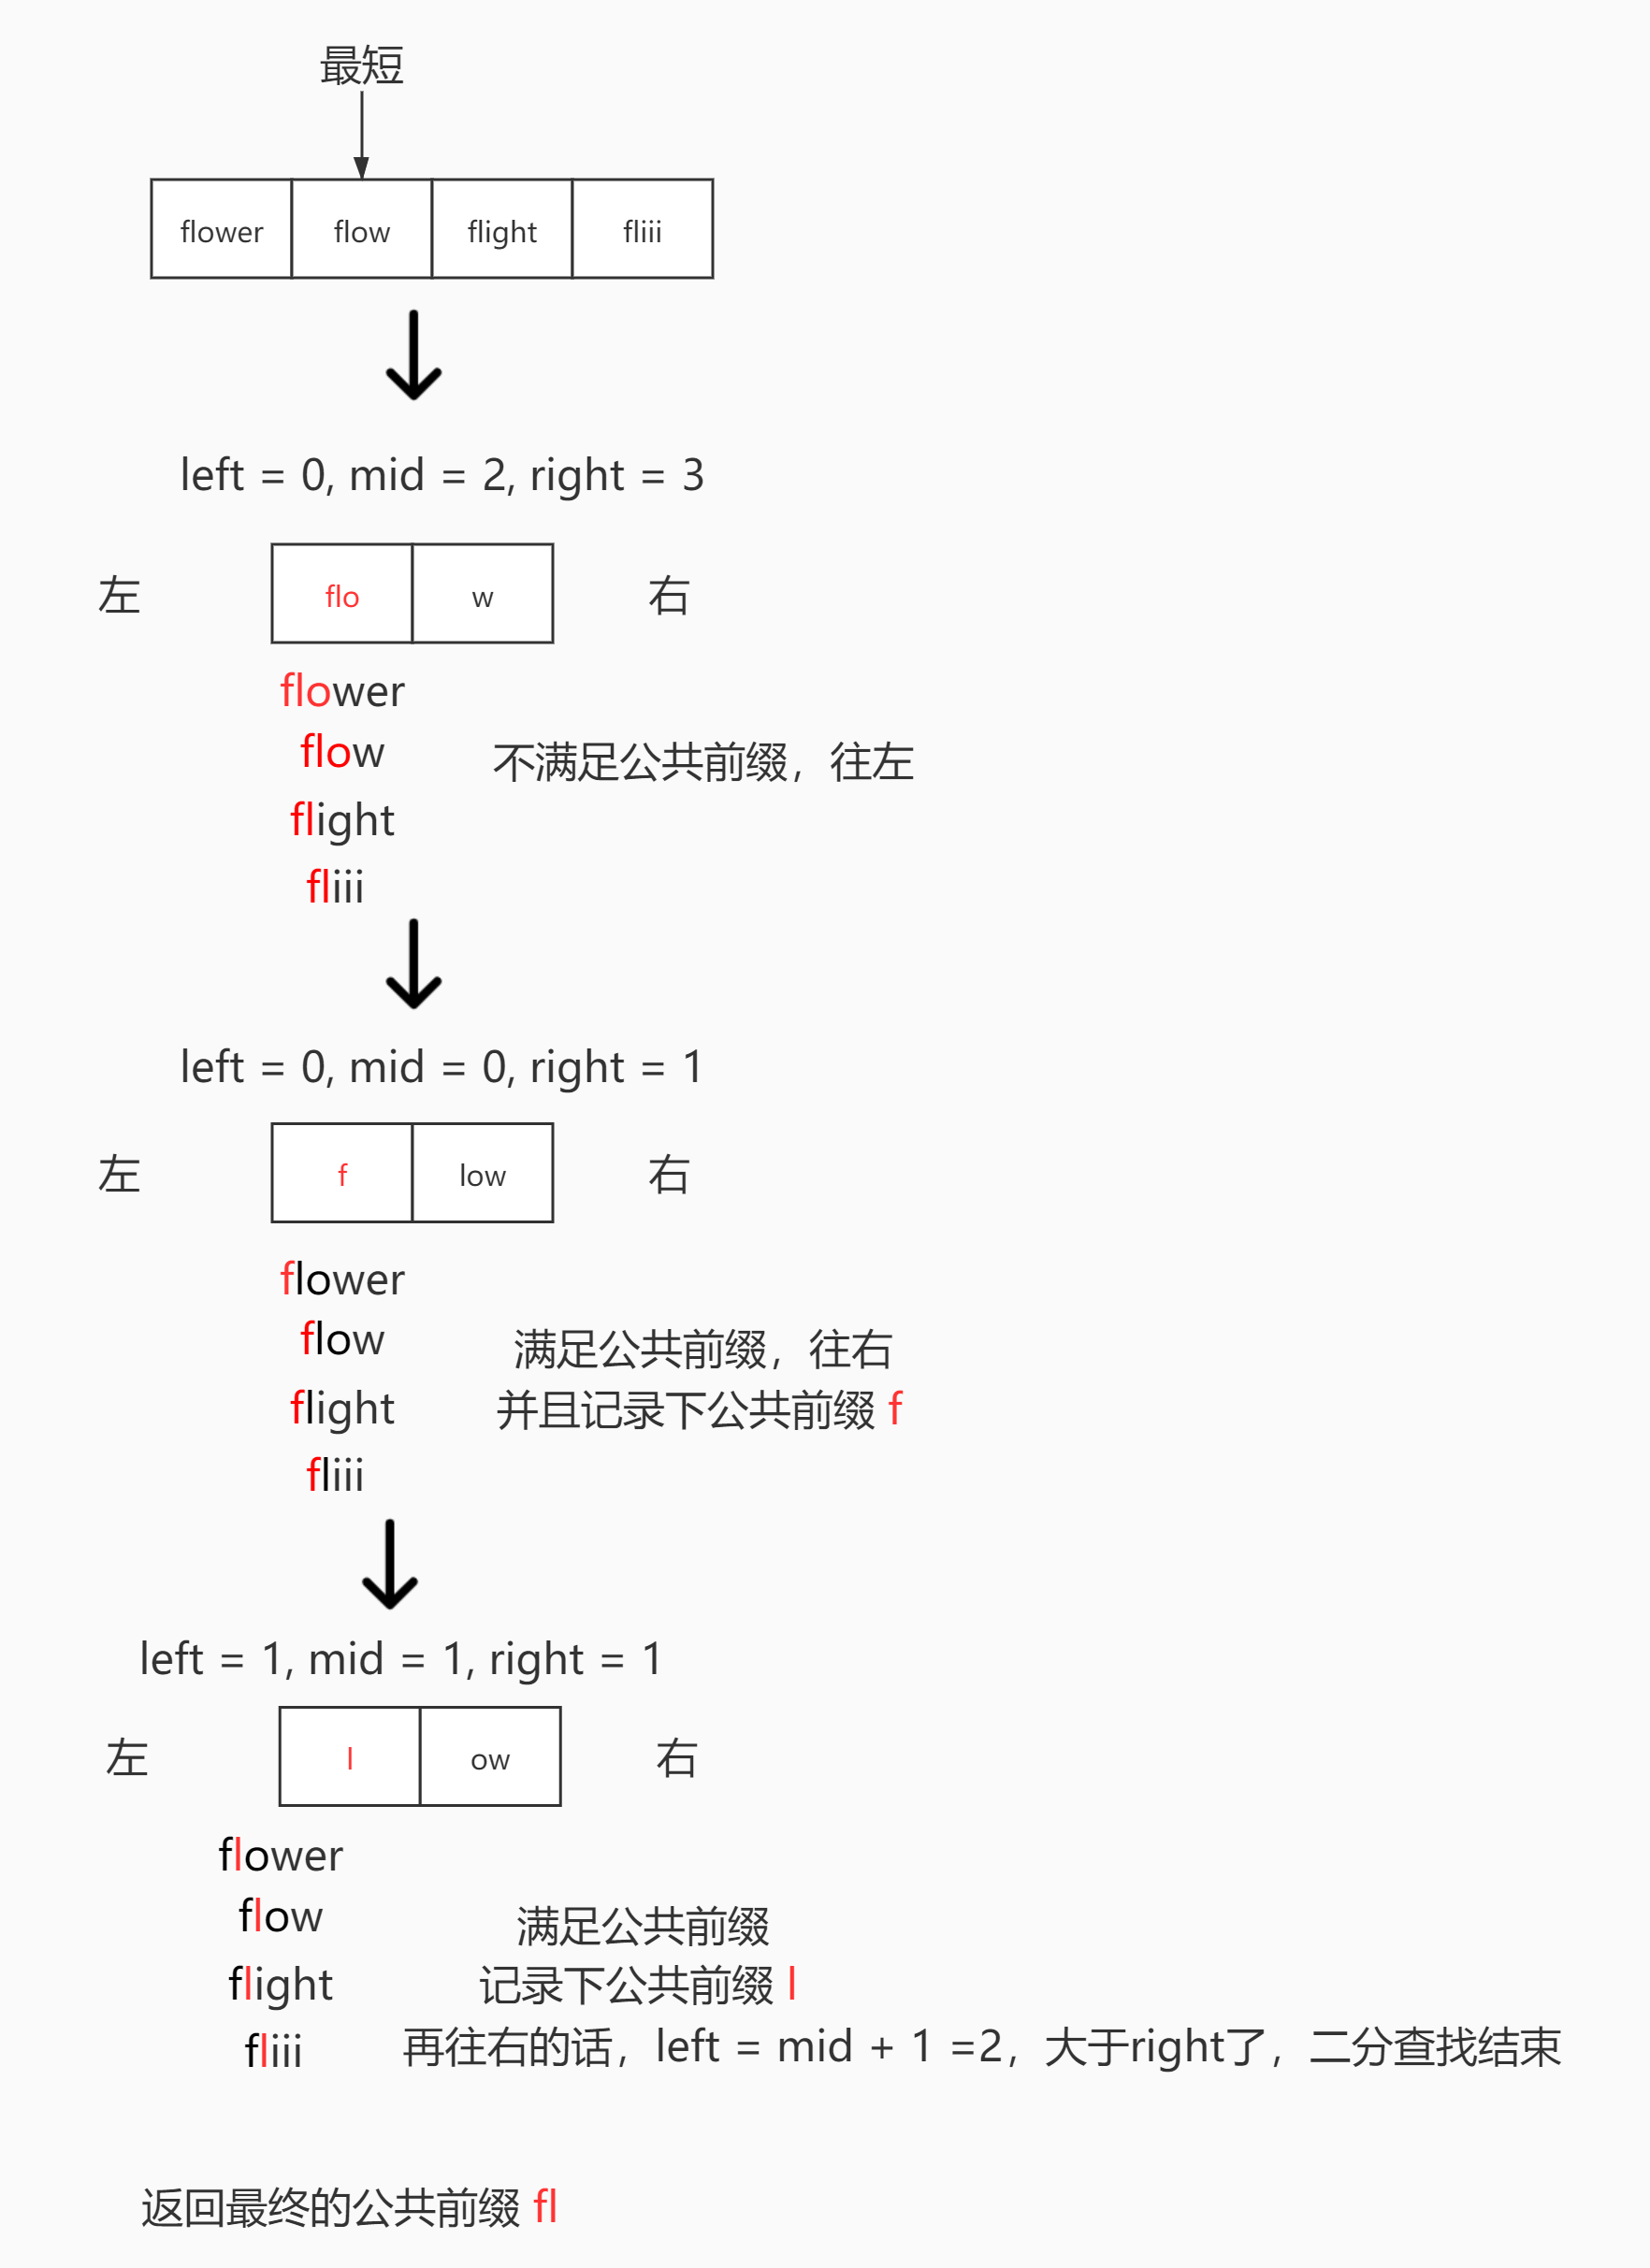 最短
flower flow flight fliii
left = 0, mid = 2, right = 3
左 flo w 右
flower
flow 不满足公共前缀，往左
flight
fliii
left = 0, mid = 0, right = 1
左 f low 右
flower
flow 满足公共前缀，往右
flight 并且记录下公共前缀 f
fliii
left = 1, mid = 1, right = 1
左 l ow 右
flower
flow 满足公共前缀
flight 记录下公共前缀 l
fliii 再往右的话，left = mid + 1 =2，大于right了，二分查找结束
返回最终的公共前缀 fl